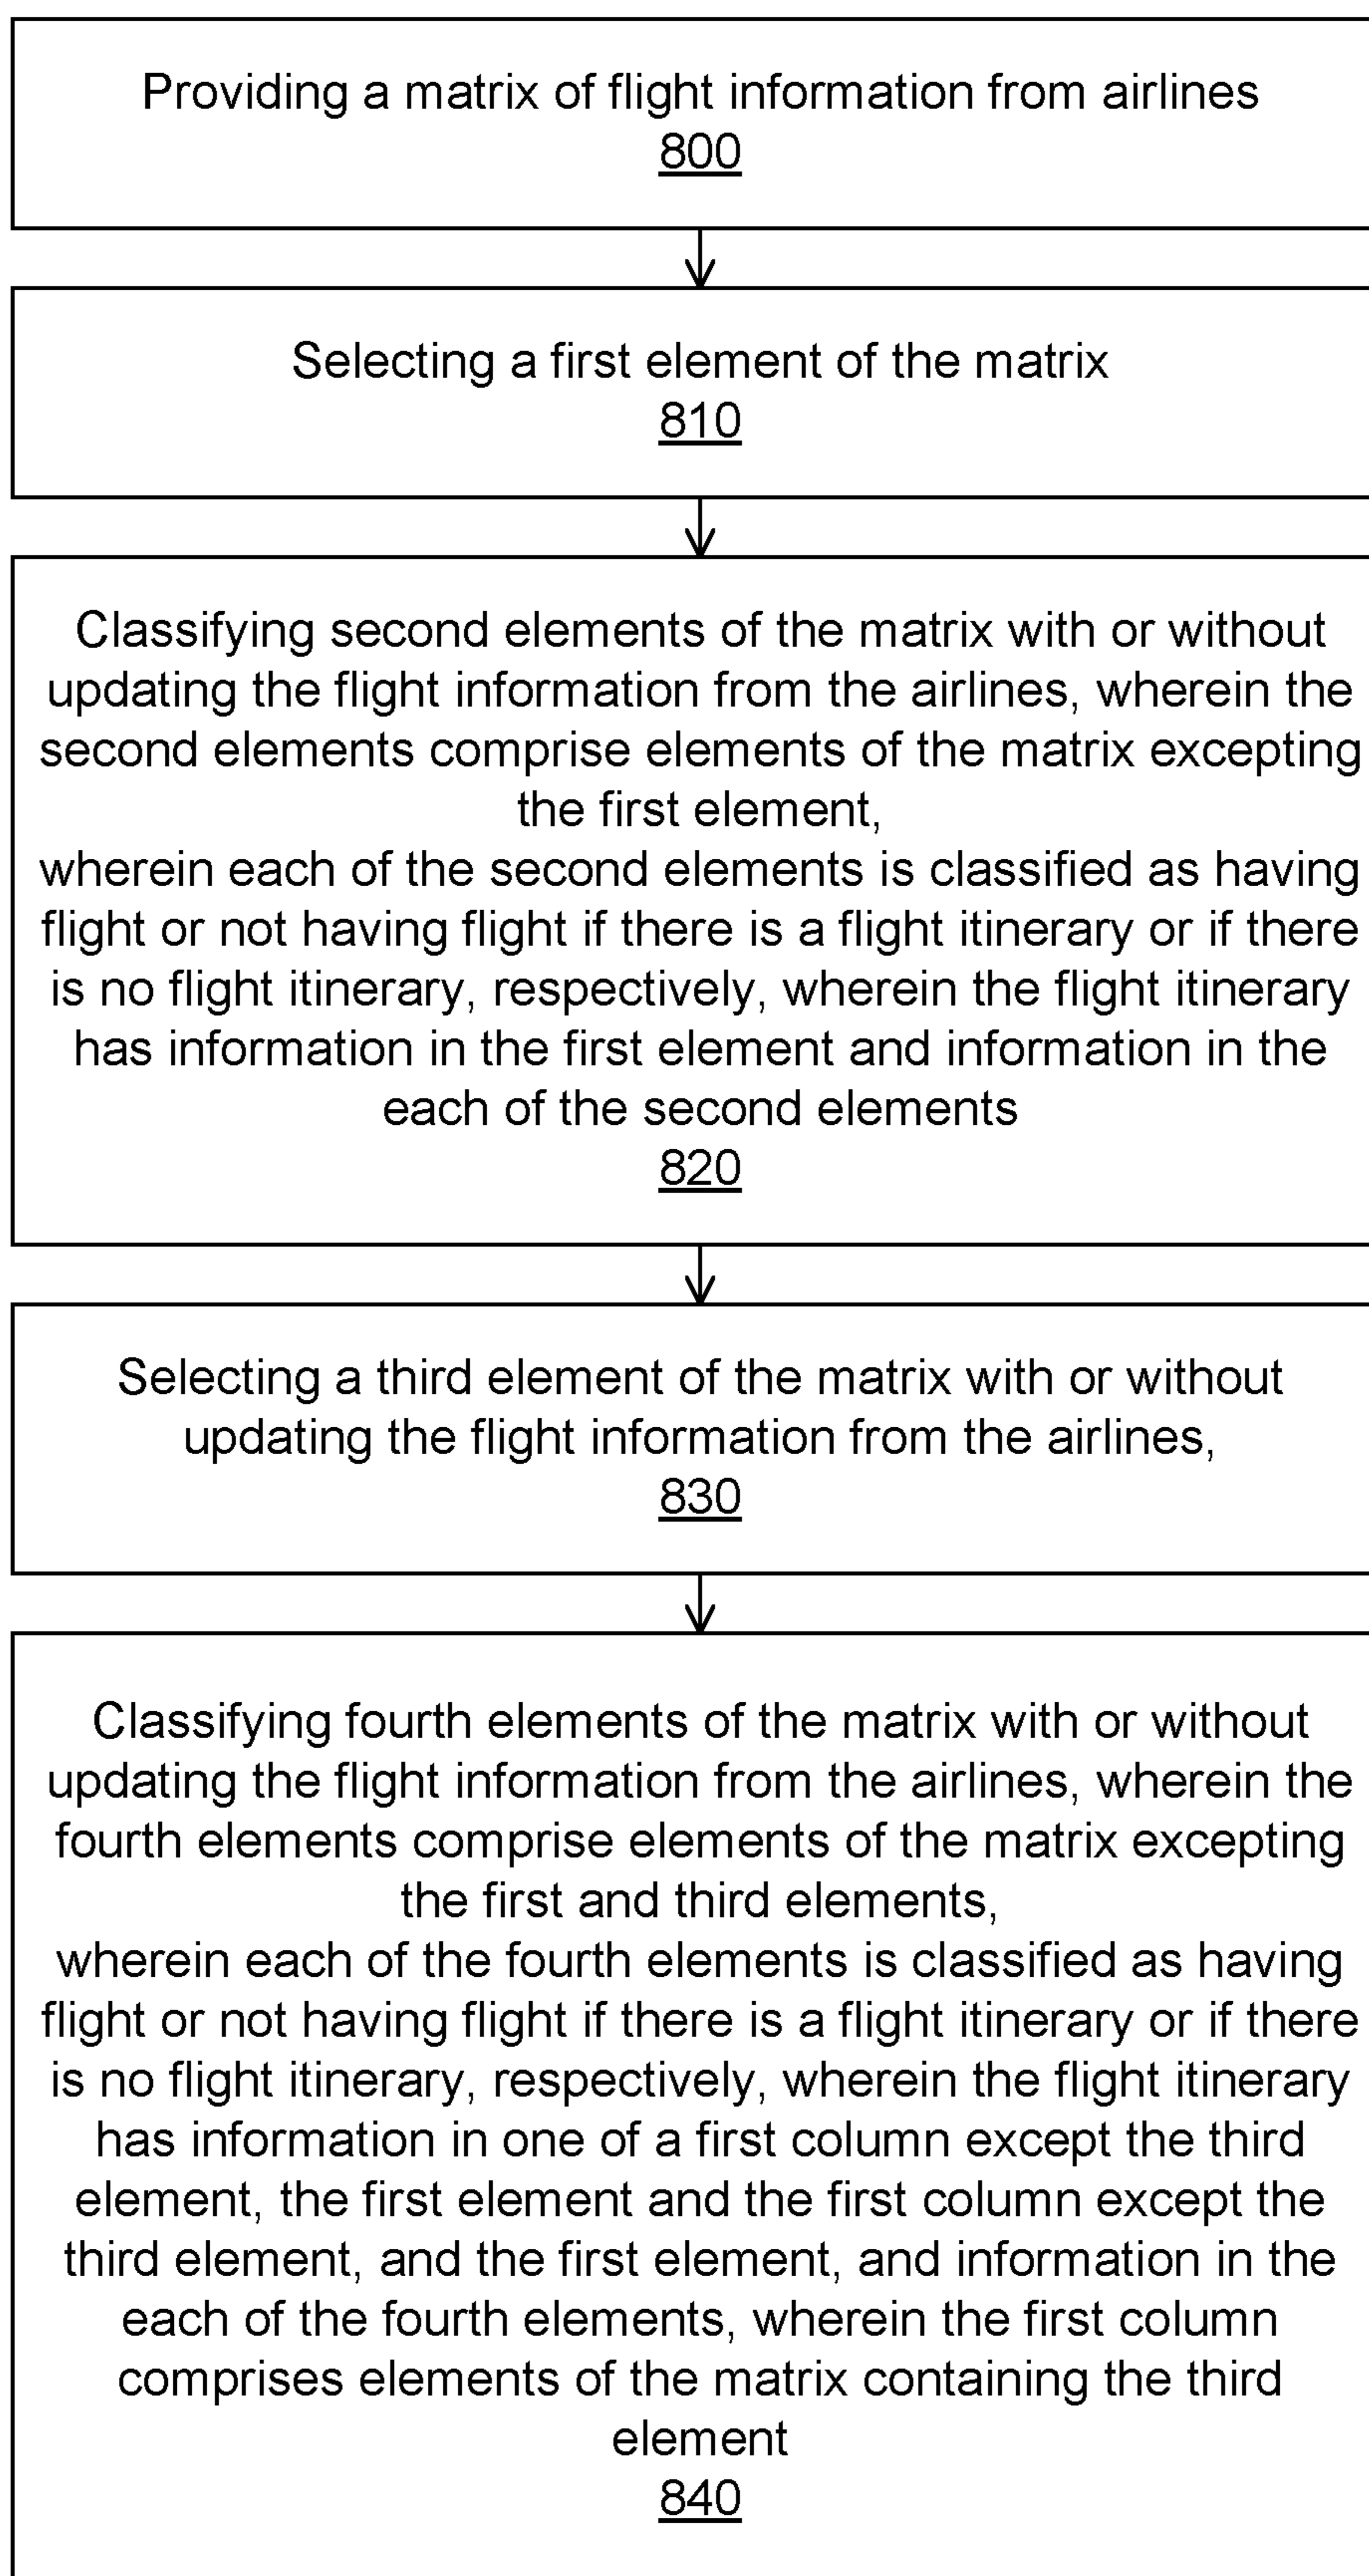 Providing a matrix of flight information from airlines
800
Selecting a first element of the matrix
810
Classifying second elements of the matrix with or without
updating the flight information from the airlines, wherein the
second elements comprise elements of the matrix excepting
the first element,
wherein each of the second elements is classified as having
flight or not having flight if there is a flight itinerary or if there
is no flight itinerary, respectively, wherein the flight itinerary
has information in the first element and information in the
each of the second elements
820
Selecting a third element of the matrix with or without
updating the flight information from the airlines,
830
Classifying fourth elements of the matrix with or without
updating the flight information from the airlines, wherein the
fourth elements comprise elements of the matrix excepting
the first and third elements,
wherein each of the fourth elements is classified as having
flight or not having flight if there is a flight itinerary or if there
is no flight itinerary, respectively, wherein the flight itinerary
has information in one of a first column except the third
element, the first element and the first column except the
third element, and the first element, and information in the
each of the fourth elements, wherein the first column
comprises elements of the matrix containing the third
element
840